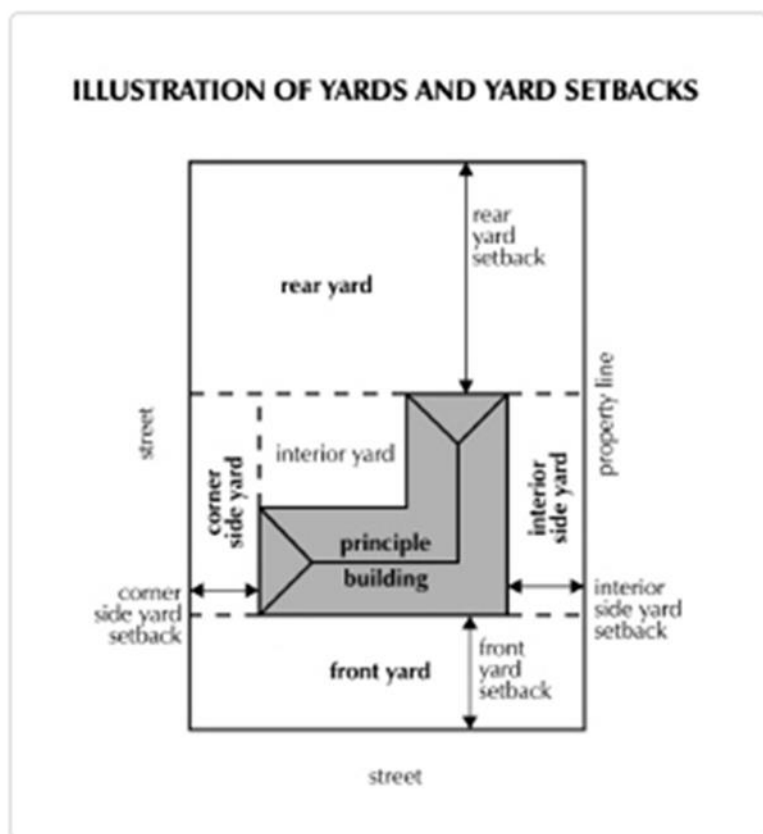 ILLUSTRATION OF YARDS AND YARD SETBACKS
rear
yard
setback
rear yard
street
property line
interior yard
corner
side yard
interior
side yard
principle
building
corner
side yard
setback
interior
side yard
setback
front yard
front
yard
setback
street